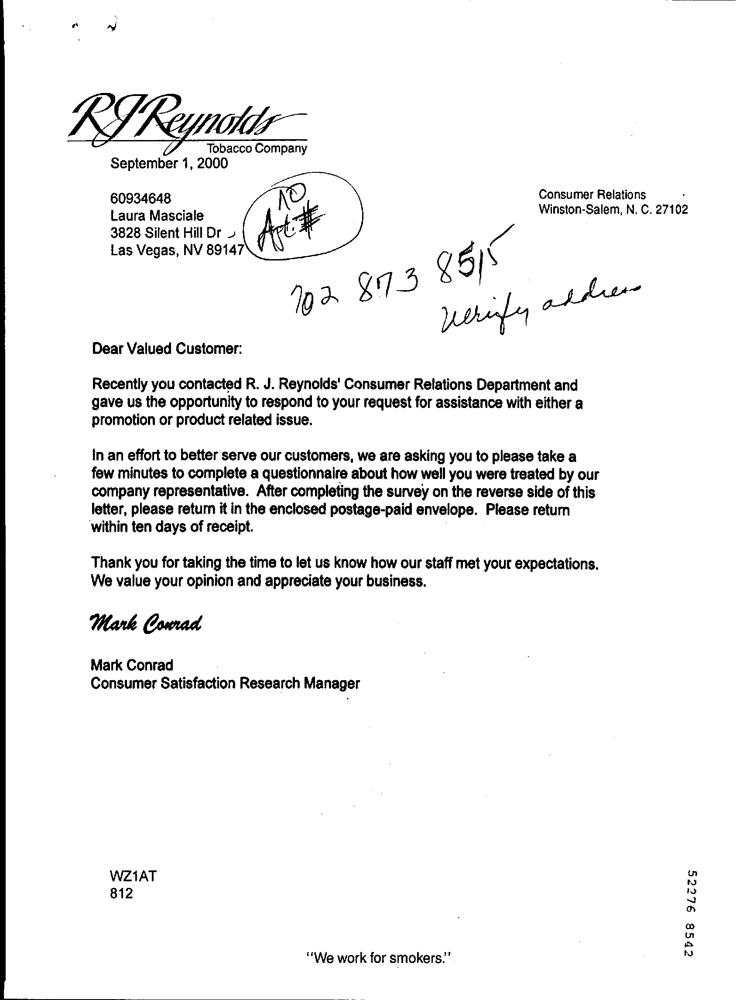 RJReynolds
Tobacco Company
September 1, 2000
60934648
Laura Masciale
3828 Silent Hill Dr
Las Vegas, NV 89147
Apt. #
10
Consumer Relations
Winston-Salem, N. C. 27102
702 873 8515
verify address
Dear Valued Customer:
Recently you contacted R. J. Reynolds' Consumer Relations Department and
gave us the opportunity to respond to your request for assistance with either a
promotion or product related issue.
In an effort to better serve our customers, we are asking you to please take a
few minutes to complete a questionnaire about how well you were treated by our
company representative.  After completing the survey on the reverse side of this
letter, please return it in the enclosed postage-paid envelope.  Please return
within ten days of receipt.
Thank you for taking the time to let us know how our staff met your expectations.
We value your opinion and appreciate your business.
Mark Conrad
Mark Conrad
Consumer Satisfaction Research Manager
WZ1AT
812
52276 8542
"We work for smokers."